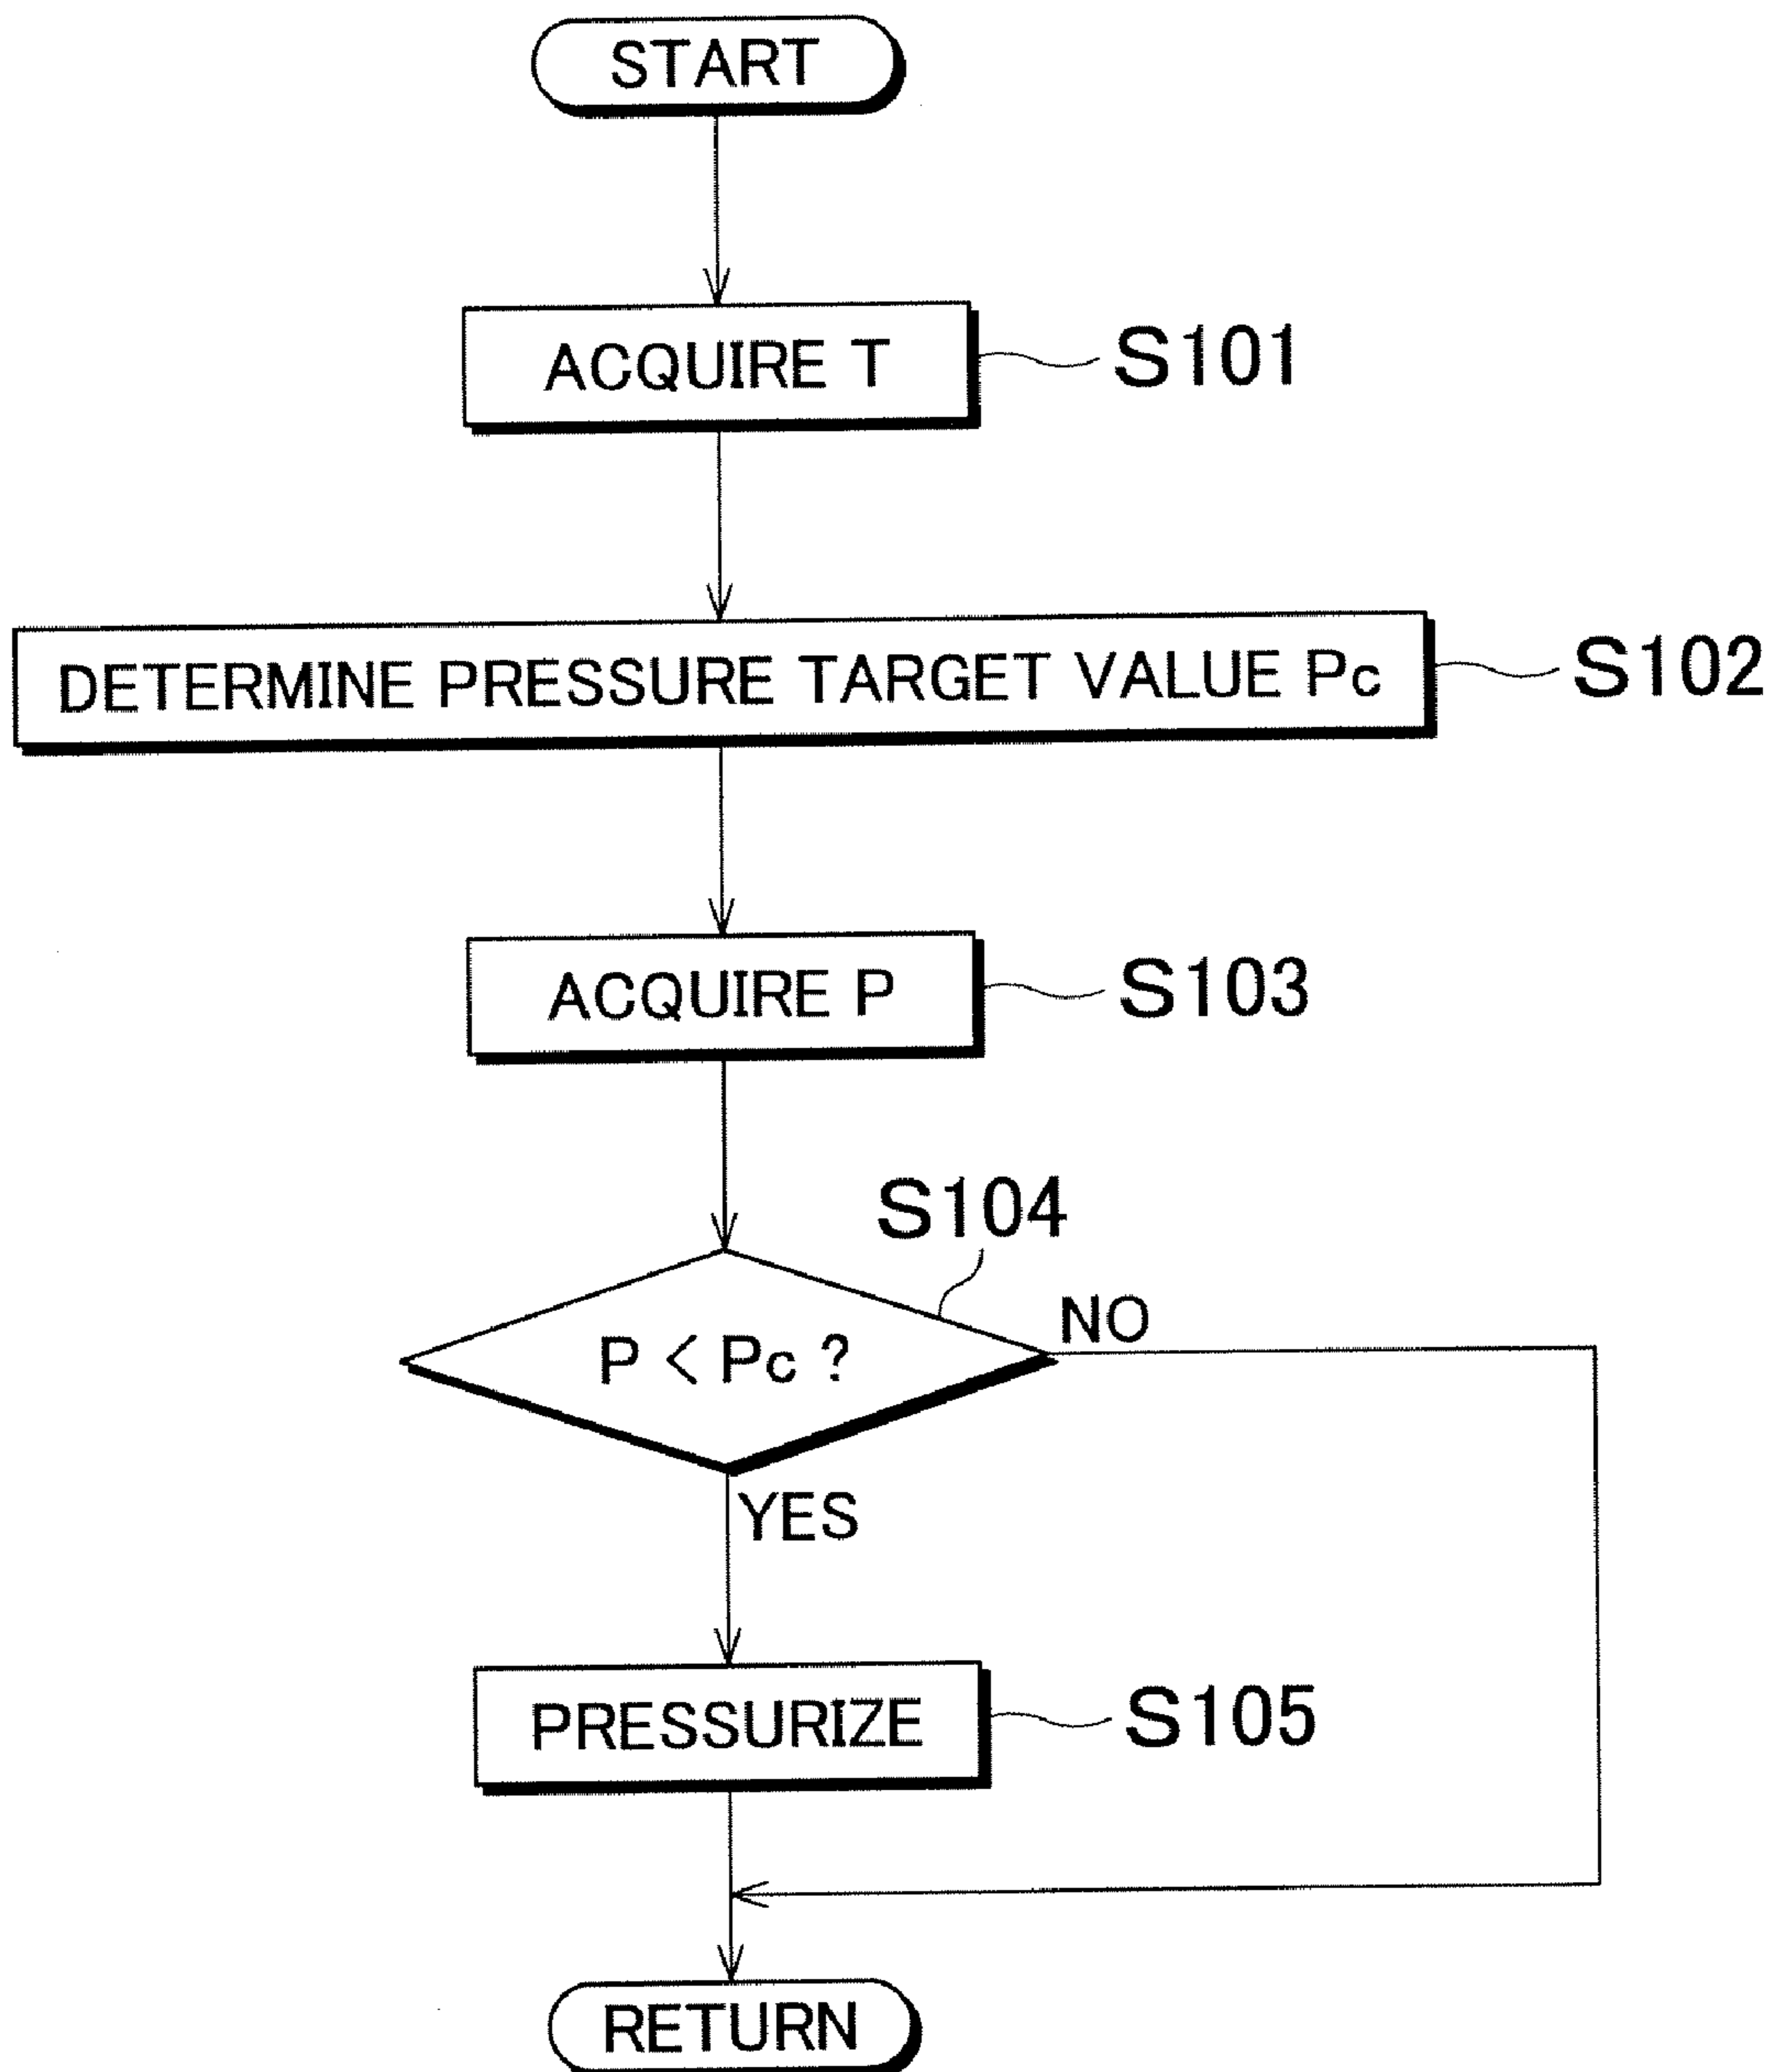 START
ACQUIRE T
S101
DETERMINE PRESSURE TARGET VALUE Pc
S102
ACQUIRE P
S103
S104
P < Pc ?
NO
YES
PRESSURIZE
S105
RETURN